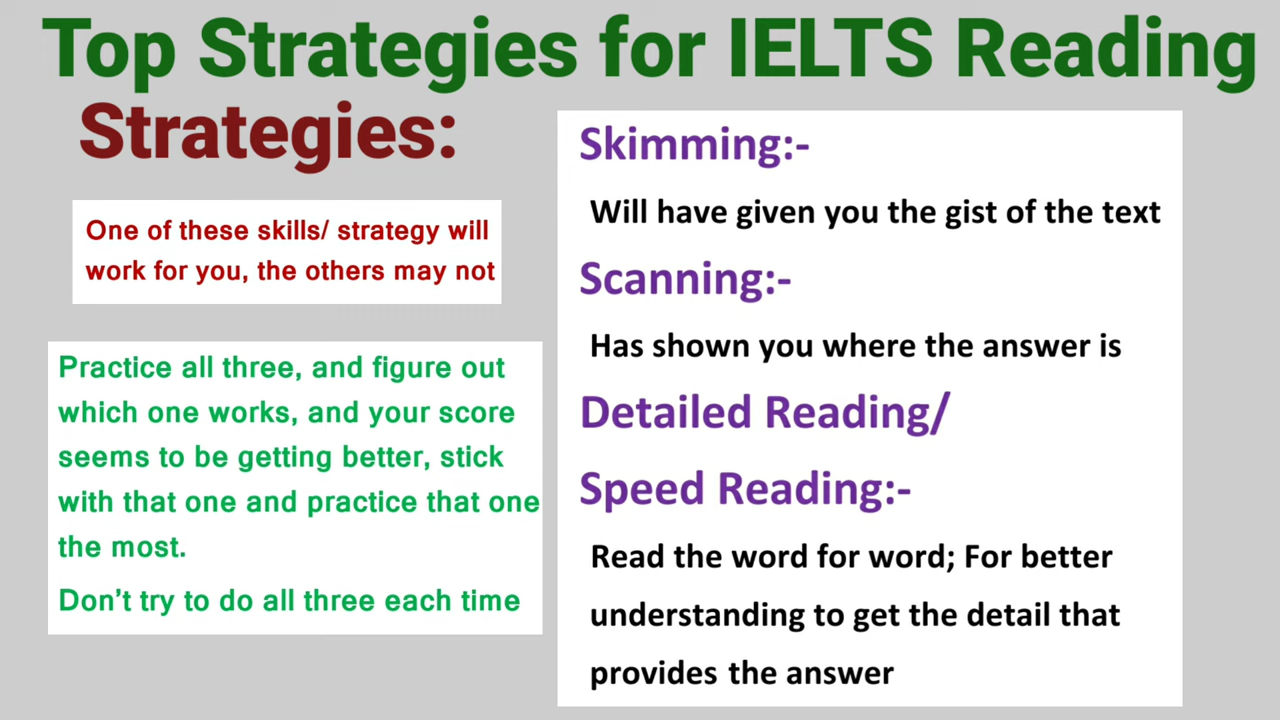 Top Strategies for IELTS Reading
Strategies:
One of these skills/ strategy will
work for you, the others may not
Practice all three, and figure out
which one works, and your score
seems to be getting better, stick
with that one and practice that one
the most.
Don't try to do all three each time
Skimming:-
Will have given you the gist of the text
Scanning:-
Has shown you where the answer is
Detailed Reading/
Speed Reading:-
Read the word for word; For better
understanding to get the detail that
provides the answer